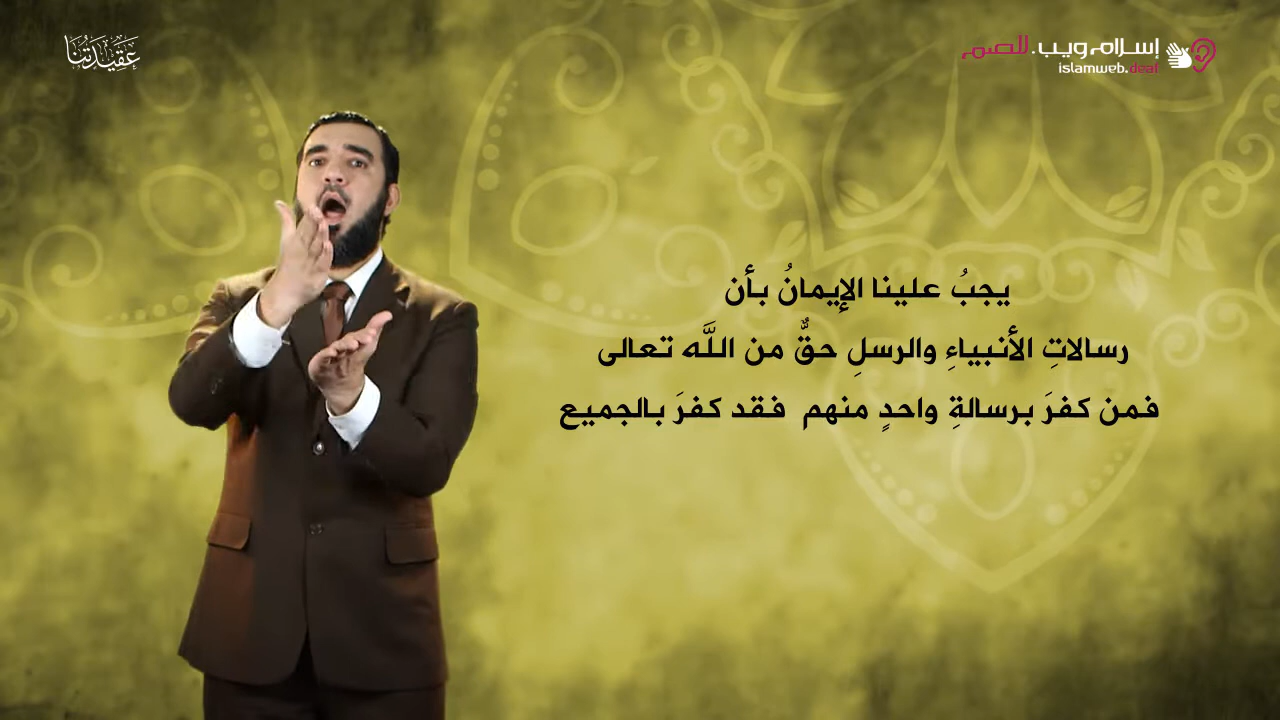 عَقِيدَتُنَا
إسلام ويب. للصم
islamweb.deaf
يجبُ علينا الإيمانُ بأن
رسالاتِ الأنبياءِ والرسلِ حقٌّ من اللَّه تعالى
فمن كفرَ برسالةِ واحدٍ منهم فقد كفرَ بالجميع